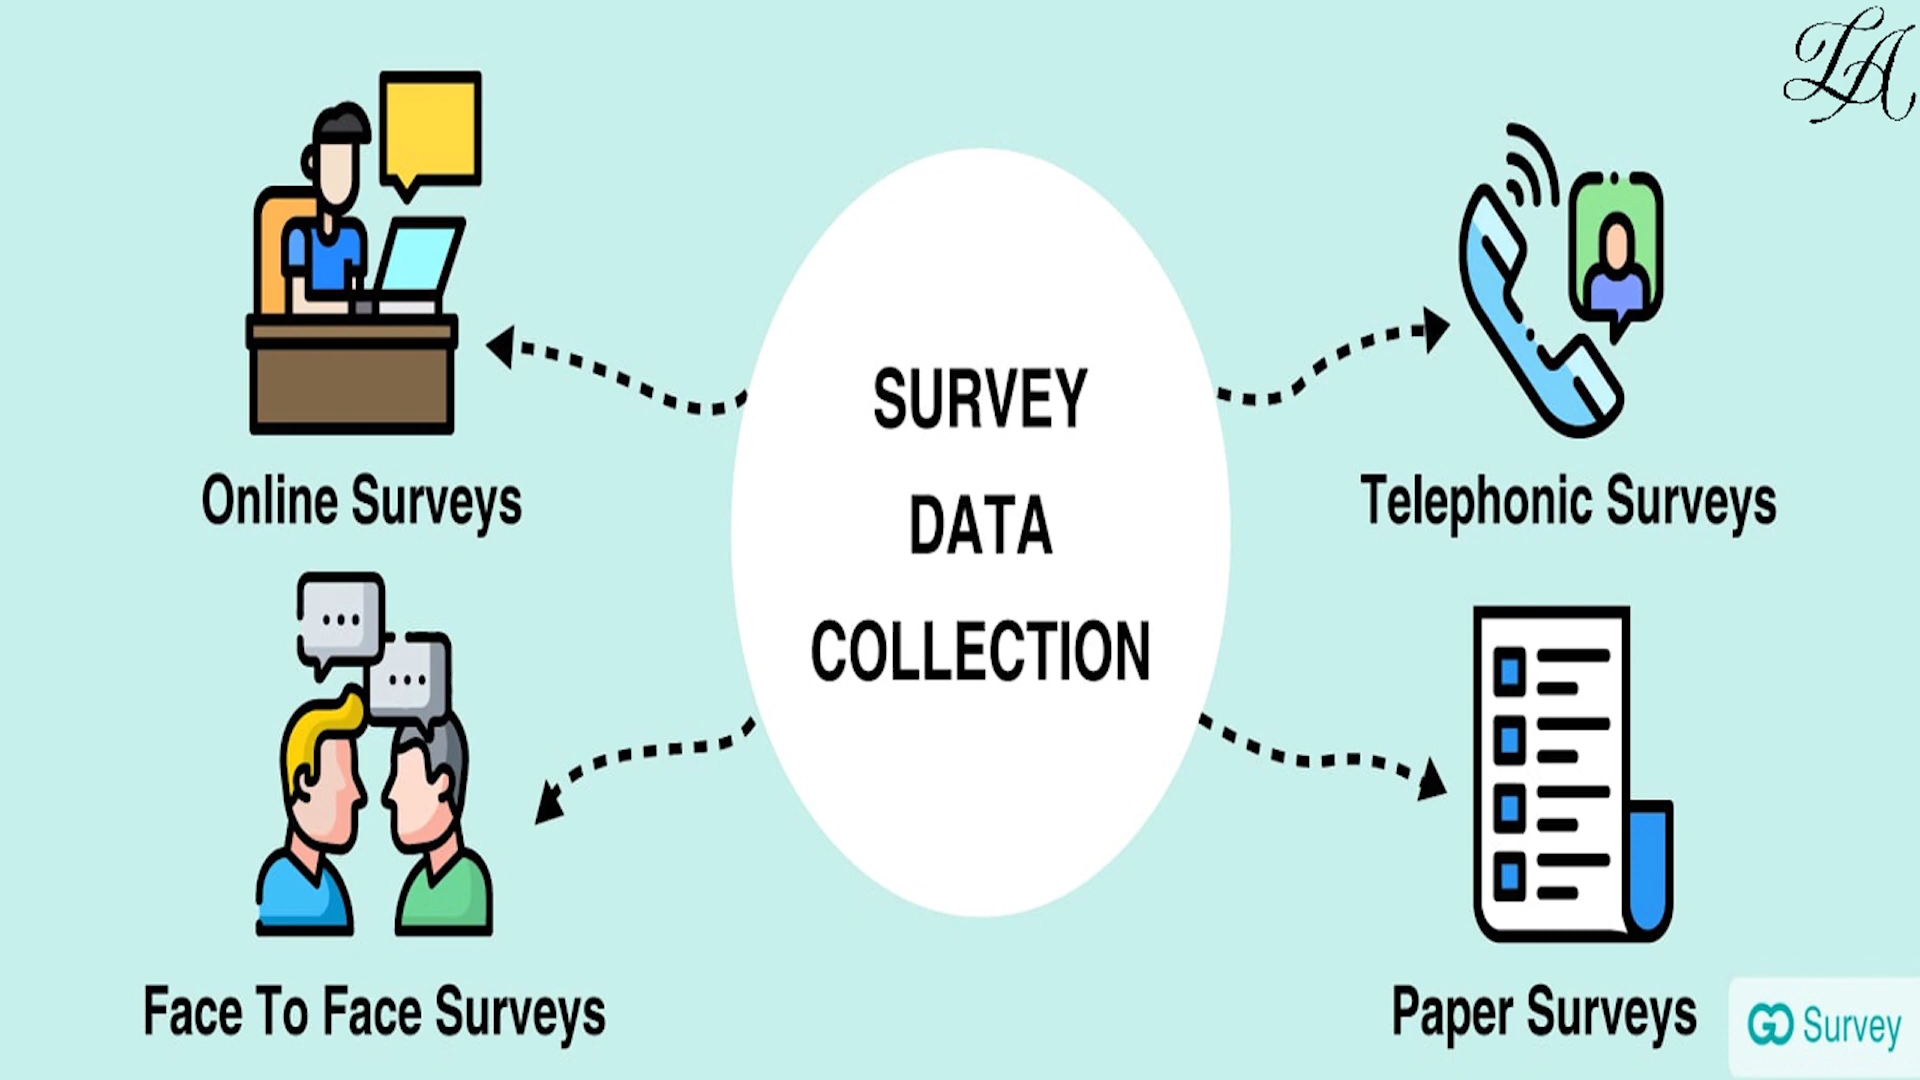 LA
SURVEY
DATA
COLLECTION
Online Surveys
Telephonic Surveys
Face To Face Surveys
Paper Surveys
GO Survey